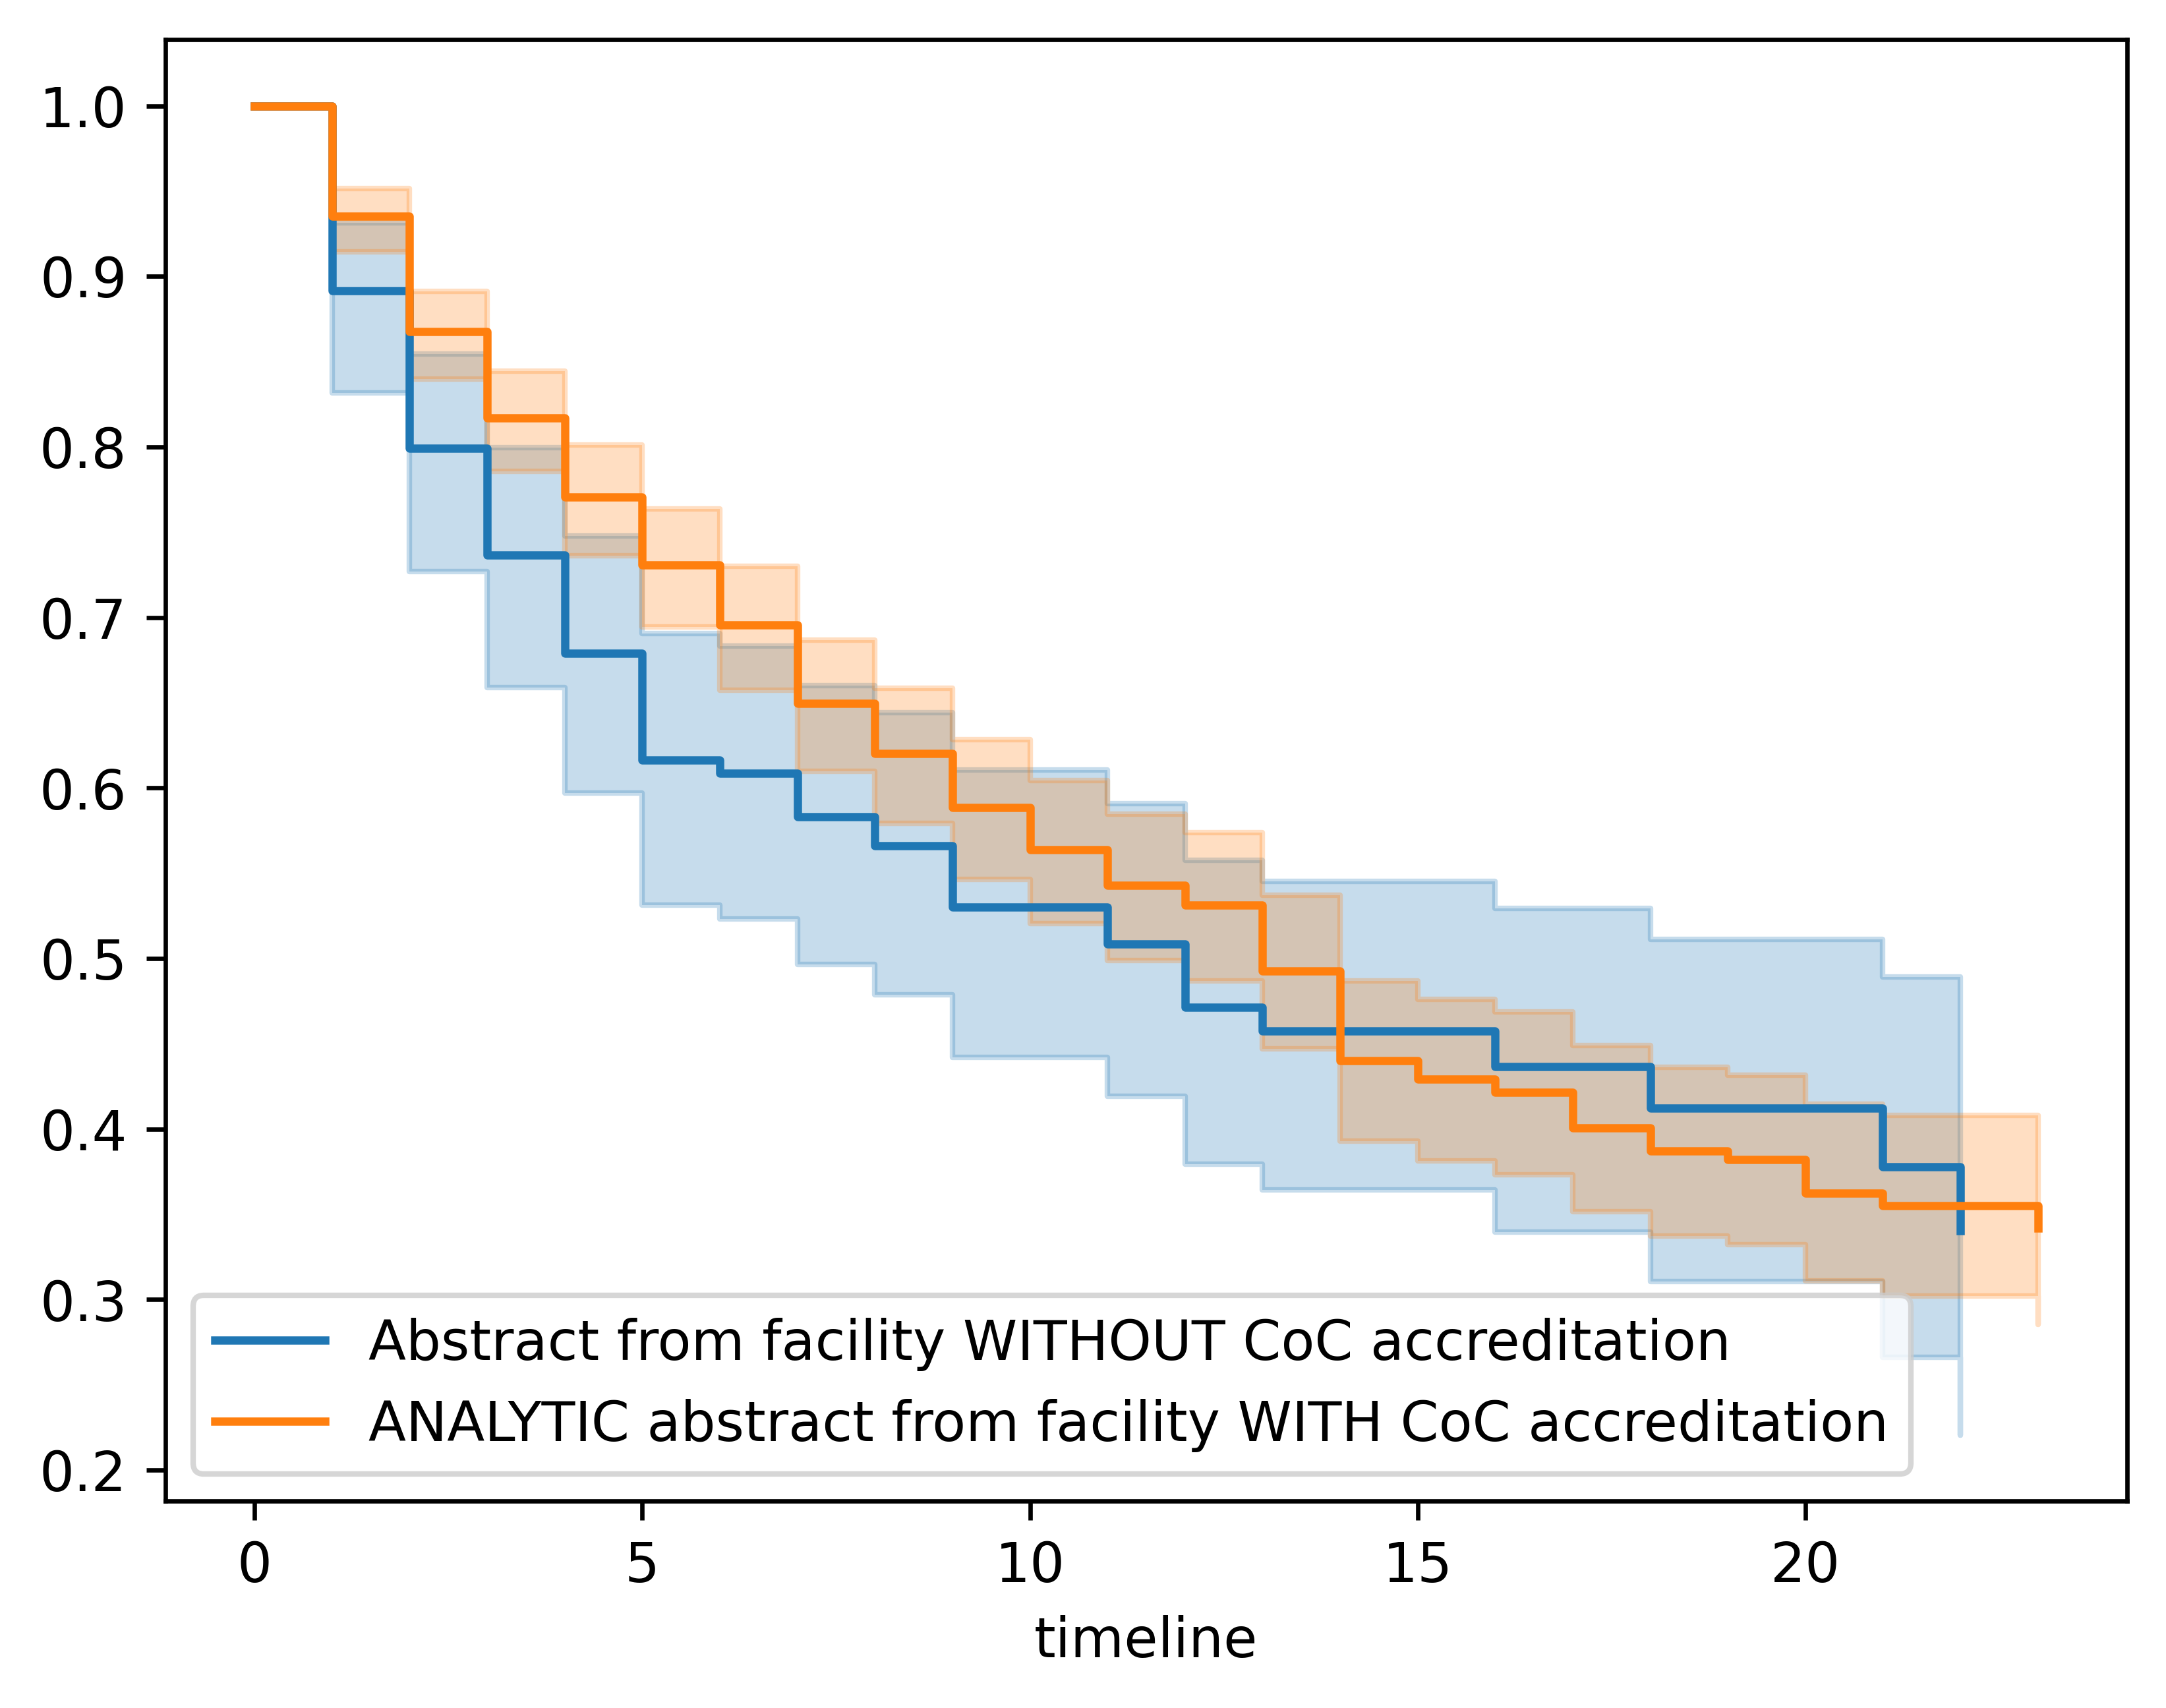 1.0
0.9
0.8
0.7
0.6
0.5
0.4
0.3
0.2
Abstract from facility WITHOUT CoC accreditation
ANALYTIC abstract from facility WITH CoC accreditation
0 5 10 15 20
timeline